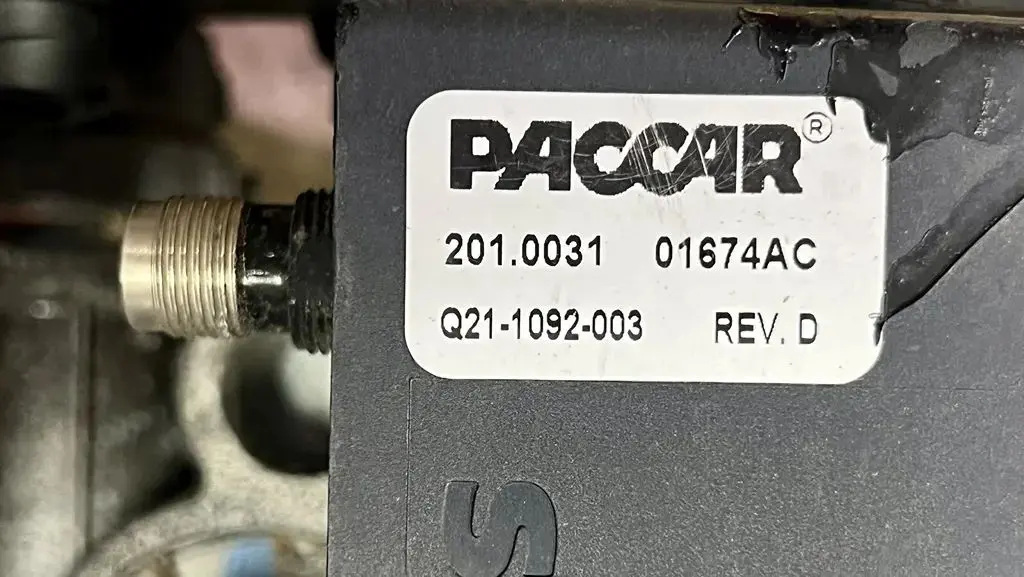 PACCAR®
201.0031 01674AC
Q21-1092-003 REV. D
S